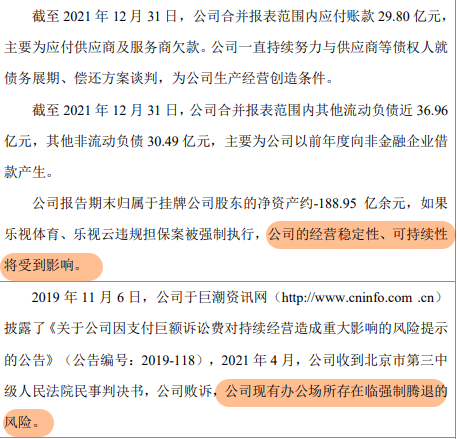 截至 2021 年 12 月 31 日，公司合并报表范围内应付账款 29.80 亿元，
主要为应付供应商及服务商欠款。公司一直持续努力与供应商等债权人就
债务展期、偿还方案谈判，为公司生产经营创造条件。
截至 2021 年 12 月 31 日，公司合并报表范围内其他流动负债近 36.96
亿元，其他非流动负债 30.49 亿元，主要为公司以前年度向非金融企业借
款产生。
公司报告期末归属于挂牌公司股东的净资产约-188.95 亿余元，如果
乐视体育、乐视云违规担保案被强制执行，公司的经营稳定性、可持续性
将受到影响。
2019 年 11 月 6 日，公司于巨潮资讯网（http://www.cninfo.com .cn）
披露了《关于公司因支付巨额诉讼费对持续经营造成重大影响的风险提示
的公告》（公告编号：2019-118），2021 年 4 月，公司收到北京市第三中
级人民法院民事判决书，公司败诉，公司现有办公场所存在临强制腾退的
风险。